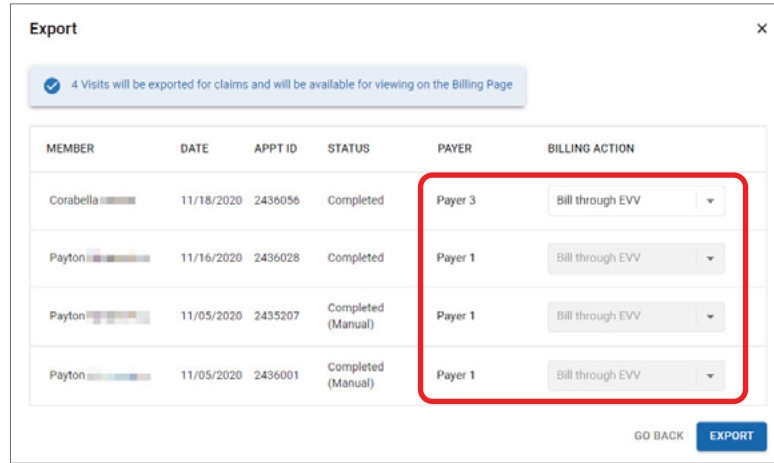 Export
4 Visits will be exported for claims and will be available for viewing on the Billing Page
MEMBER DATE APPT ID STATUS PAYER BILLING ACTION
Corabella 11/18/2020 2436056 Completed Payer 3 Bill through EVV
Payton 11/16/2020 2436028 Completed Payer 1 Bill through EVV
Payton 11/05/2020 2435207 Completed (Manual) Payer 1 Bill through EVV
Payton 11/05/2020 2436001 Completed (Manual) Payer 1 Bill through EVV
GO BACK EXPORT